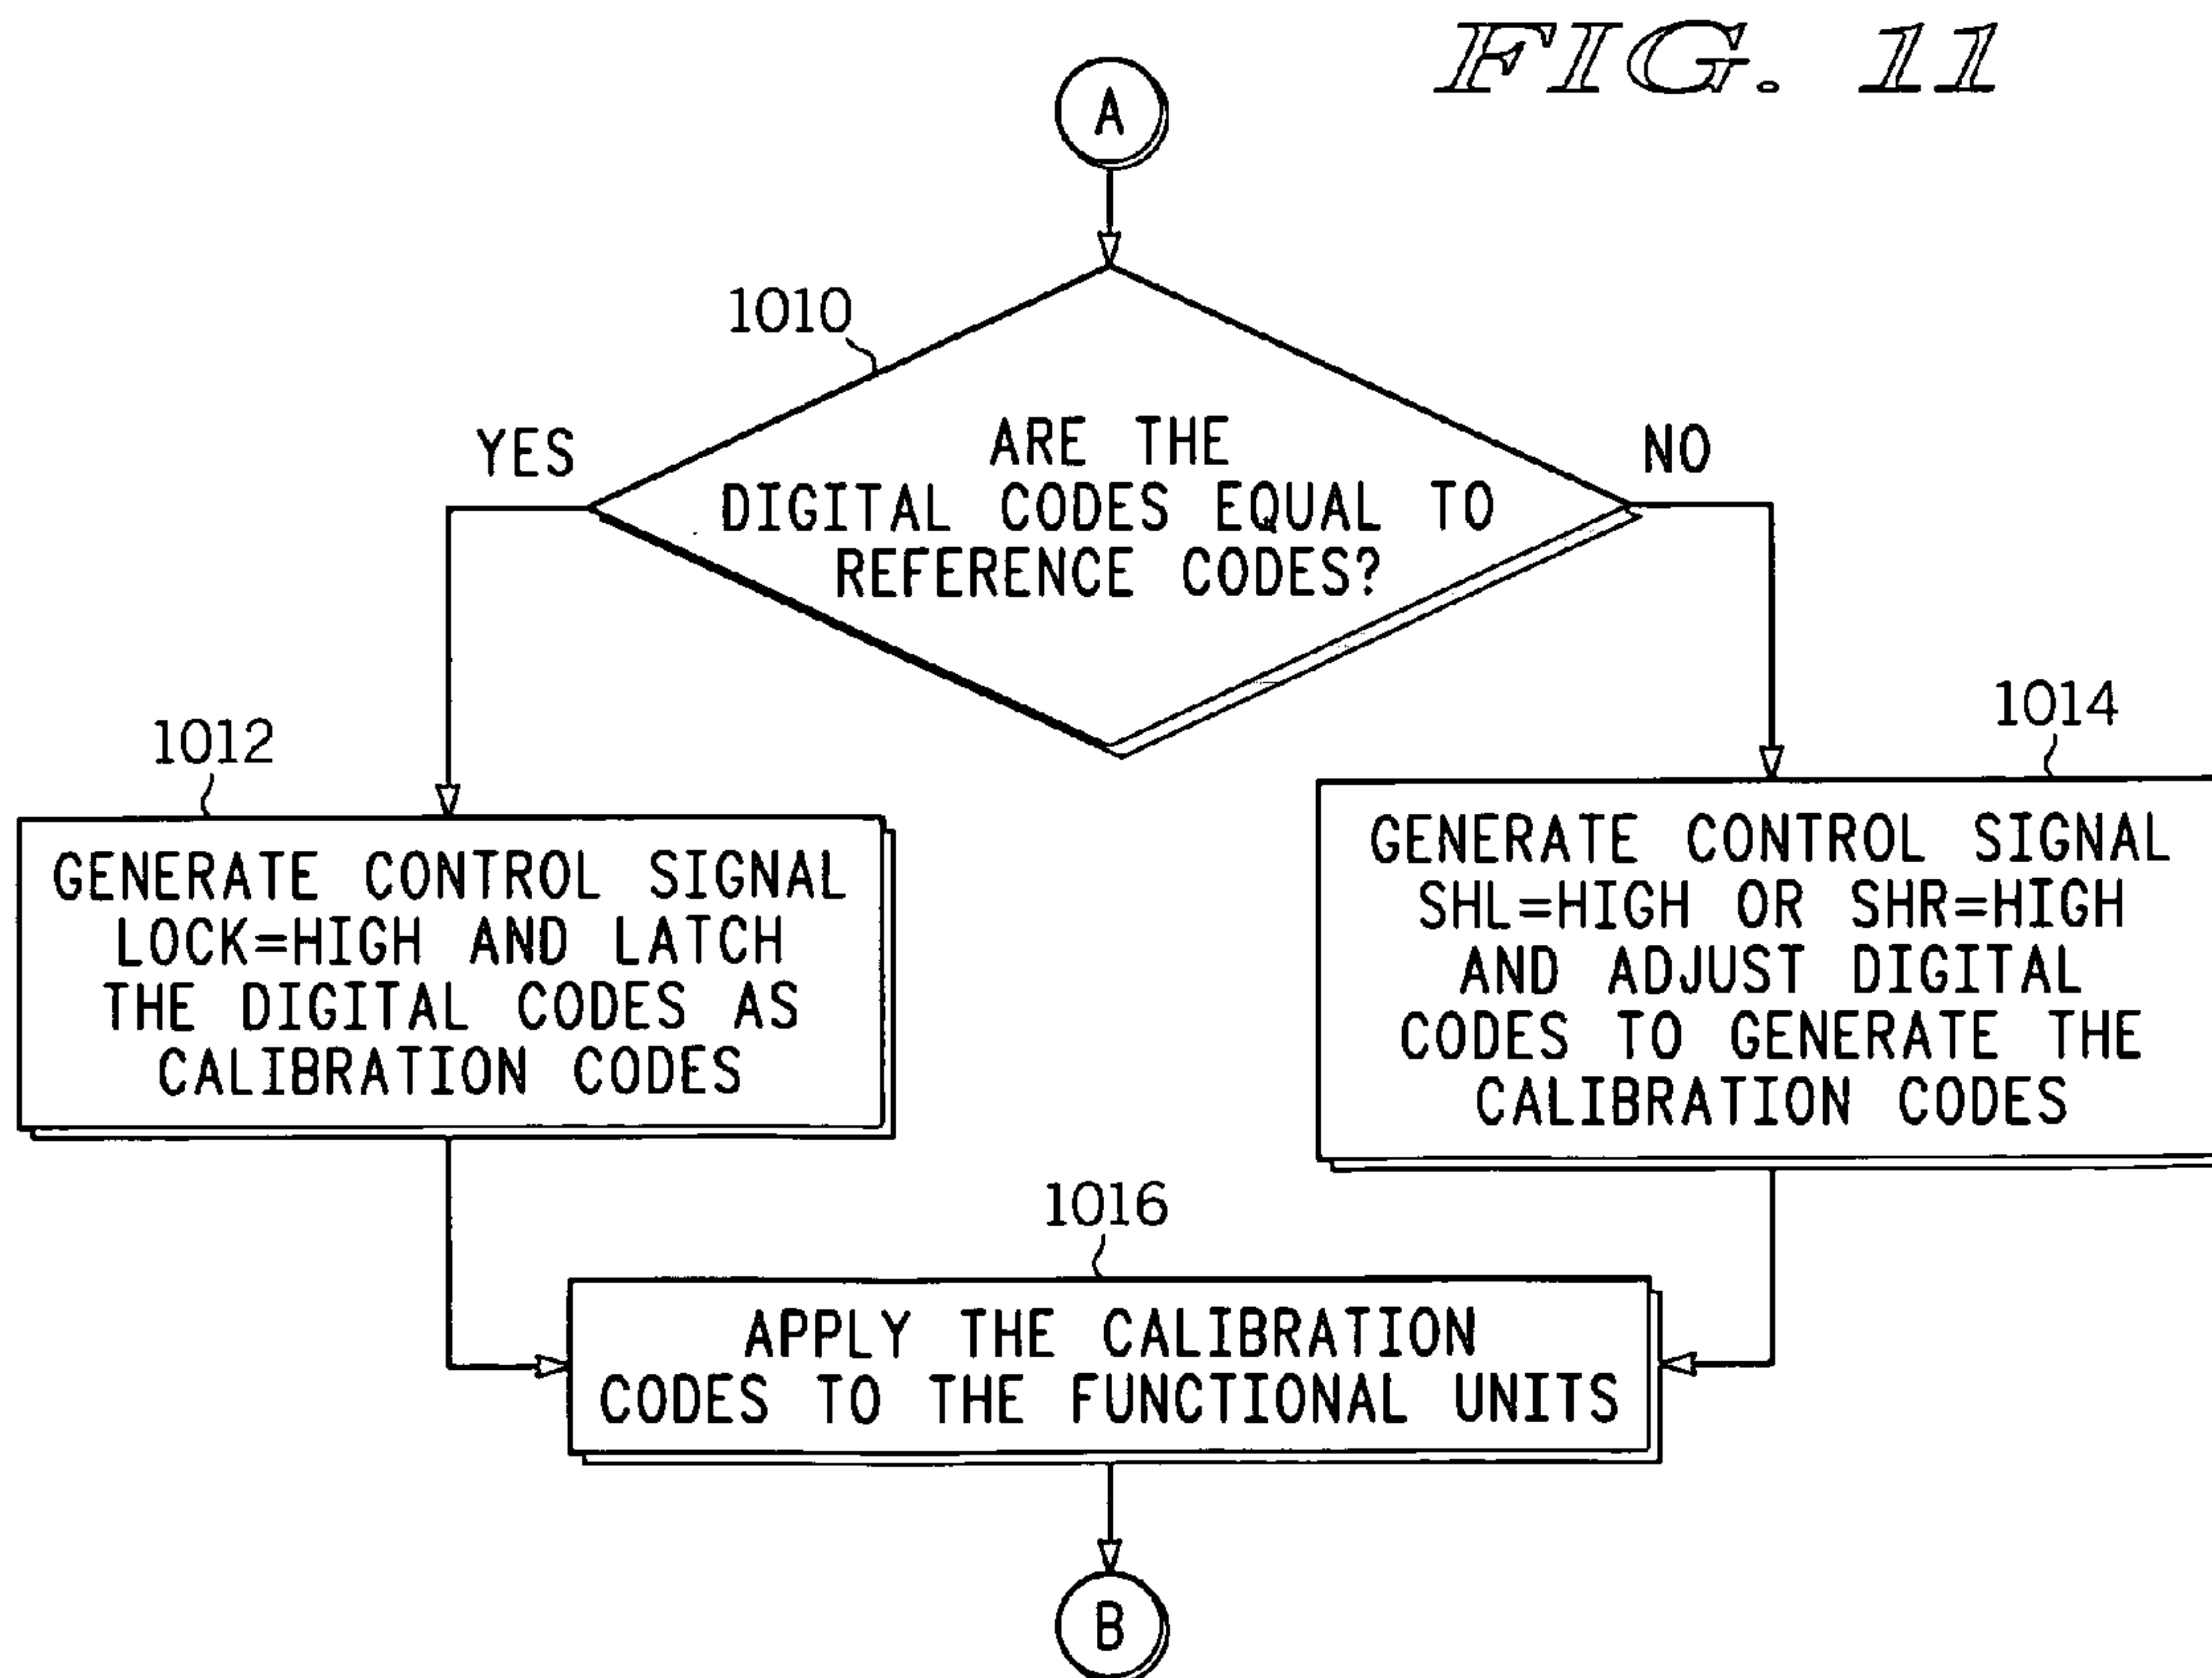 FIG. 11
A
1010
ARE THE
DIGITAL CODES EQUAL TO
REFERENCE CODES?
YES
NO
1012
GENERATE CONTROL SIGNAL
LOCK=HIGH AND LATCH
THE DIGITAL CODES AS
CALIBRATION CODES
1014
GENERATE CONTROL SIGNAL
SHL=HIGH OR SHR=HIGH
AND ADJUST DIGITAL
CODES TO GENERATE THE
CALIBRATION CODES
1016
APPLY THE CALIBRATION
CODES TO THE FUNCTIONAL UNITS
B